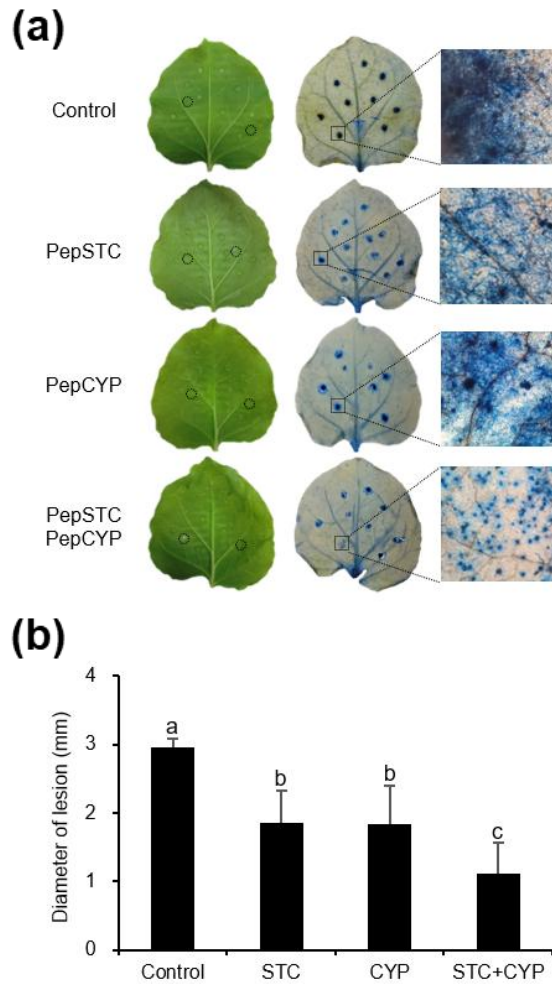 (a)
Control
PepSTC
PepCYP
PepSTC
PepCYP
(b)
Diameter of lesion (mm)
4
3
2
1
0
a
b
b
c
Control
STC
CYP
STC+CYP